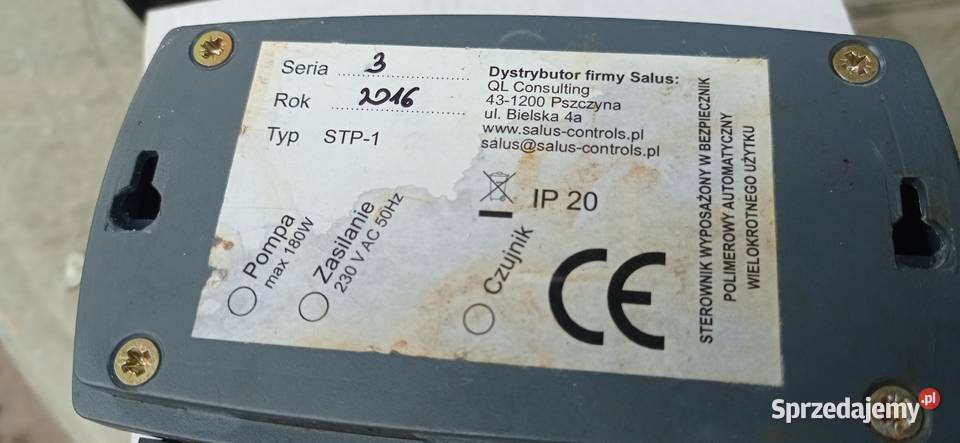 Seria 3
Rok 2016
Typ STP-1
Dystrybutor firmy Salus:
QL Consulting
43-1200 Pszczyna
ul. Bielska 4a
www.salus-controls.pl
salus@salus-controls.pl
IP 20
Pompa
max 180W
Zasilanie
230 V AC 50Hz
Czujnik
CE
STEROWNIK WYPOSAŻONY W BEZPIECZNIK
POLIMEROWY AUTOMATYCZNY
WIELOKROTNEGO UŻYTKU
Sprzedajemy.pl